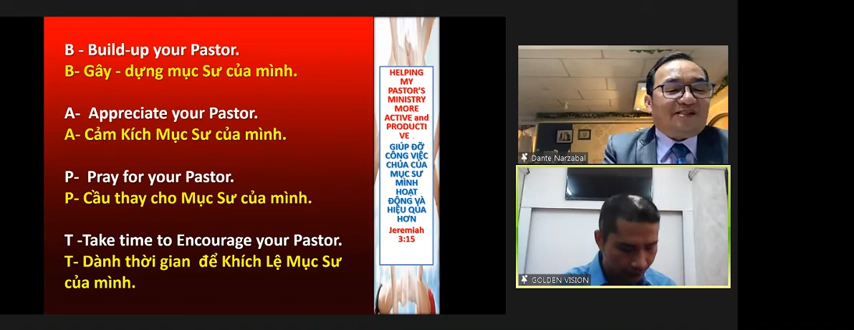 B - Build-up your Pastor.
B- Gây - dựng mục Sư của mình.
A- Appreciate your Pastor.
A- Cảm Kích Mục Sư của mình.
P- Pray for your Pastor.
P- Cầu thay cho Mục Sư của mình.
T -Take time to Encourage your Pastor.
T- Dành thời gian để Khích Lệ Mục Sư
của mình.
HELPING
MY
PASTOR'S
MINISTRY
MORE
ACTIVE and
PRODUCTI
VE .
GIÚP ĐỠ
CÔNG VIỆC
CHÚA CỦA
MỤC SƯ
MÌNH
HOẠT
ĐỘNG VÀ
HIỆU QUẢ
HƠN
Jeremiah
3:15
Dante Narzabal
GOLDEN VISION